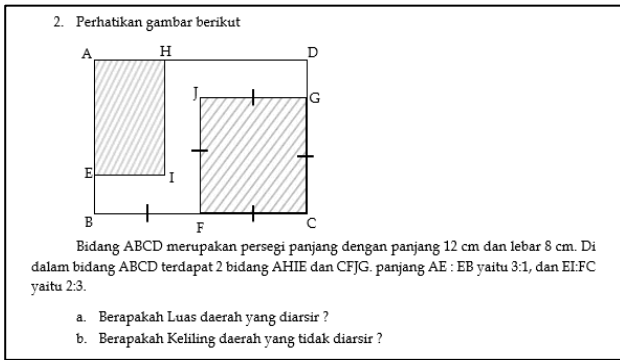 2. Perhatikan gambar berikut
A H D
J G
E I
B F C
Bidang ABCD merupakan persegi panjang dengan panjang 12 cm dan lebar 8 cm. Di
dalam bidang ABCD terdapat 2 bidang AHIE dan CFJG. panjang AE : EB yaitu 3:1, dan EI:FC
yaitu 2:3.
a. Berapakah Luas daerah yang diarsir ?
b. Berapakah Keliling daerah yang tidak diarsir ?